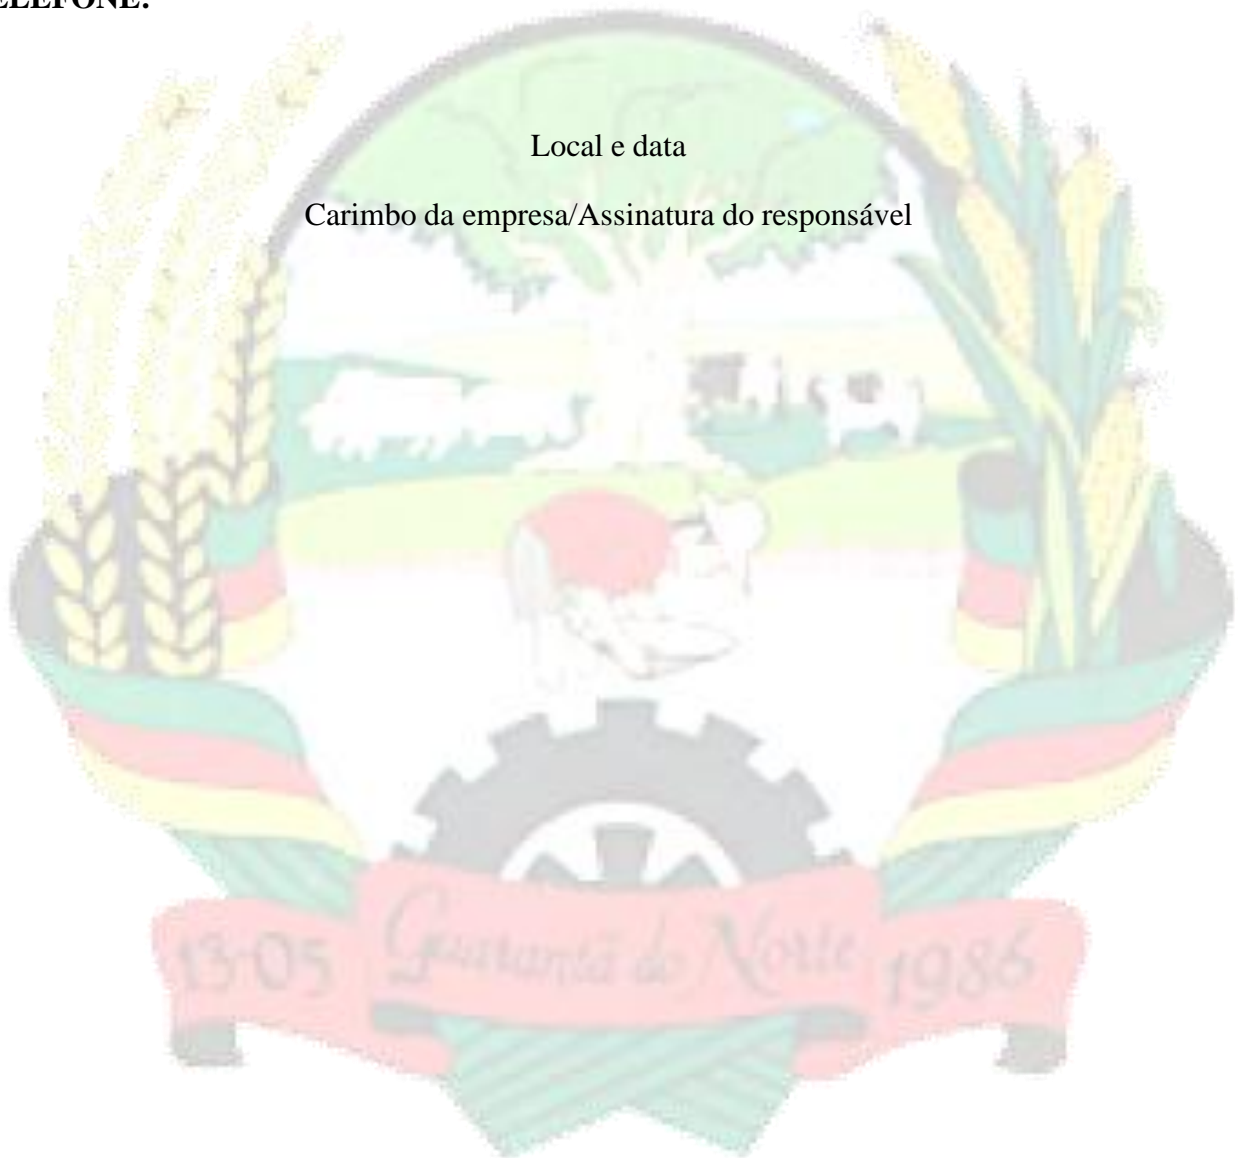 ELEFONE:
Local e data
Carimbo da empresa/Assinatura do responsável
13-05 Guarantã do Norte 1986